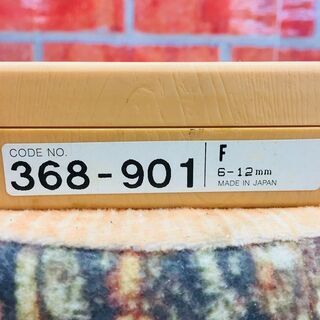 CODE NO.
368-901
F
6-12mm
MADE IN JAPAN